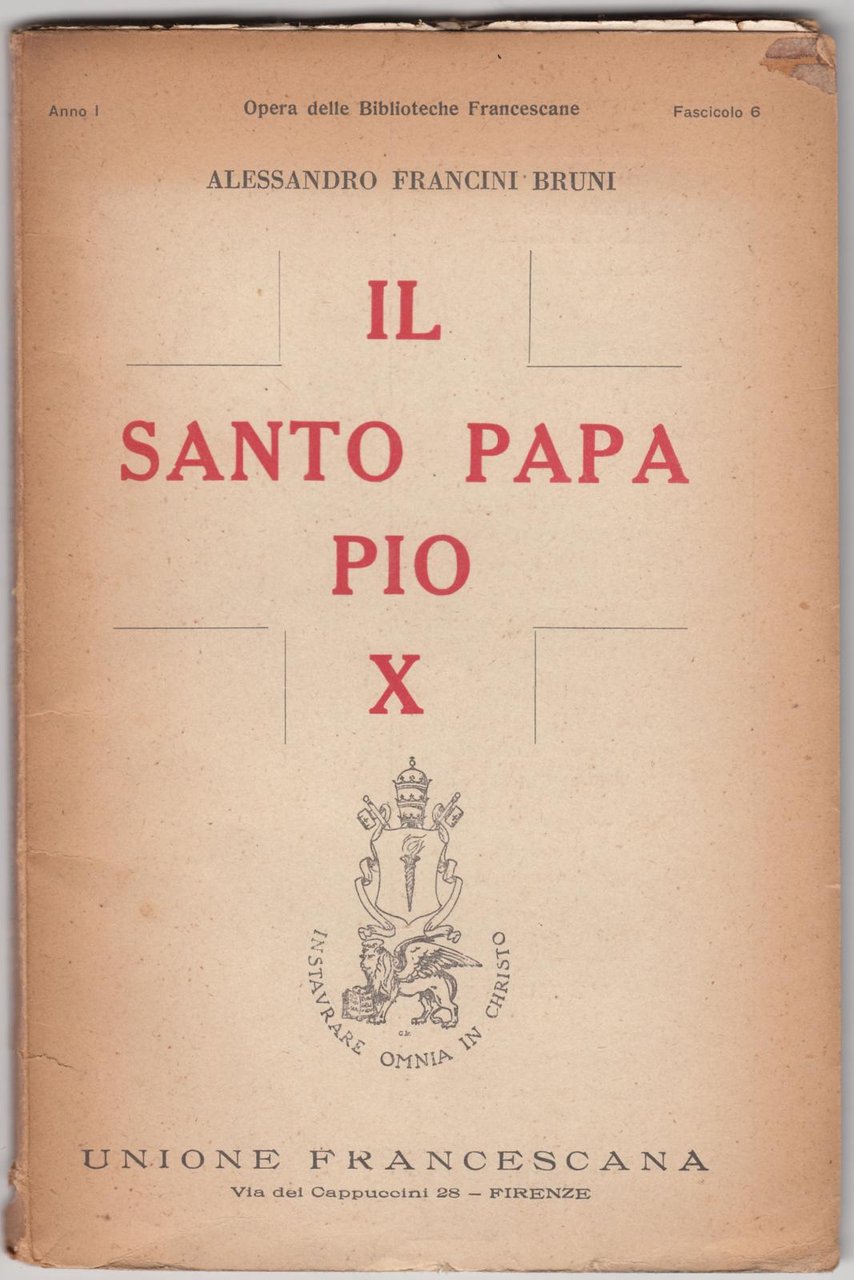 Anno I
Opera delle Biblioteche Francescane
Fascicolo 6
ALESSANDRO FRANCINI BRUNI
IL
SANTO PAPA
PIO
X
INSTAVRARE OMNIA IN CHRISTO
UNIONE FRANCESCANA
Via dei Cappuccini 28 — FIRENZE